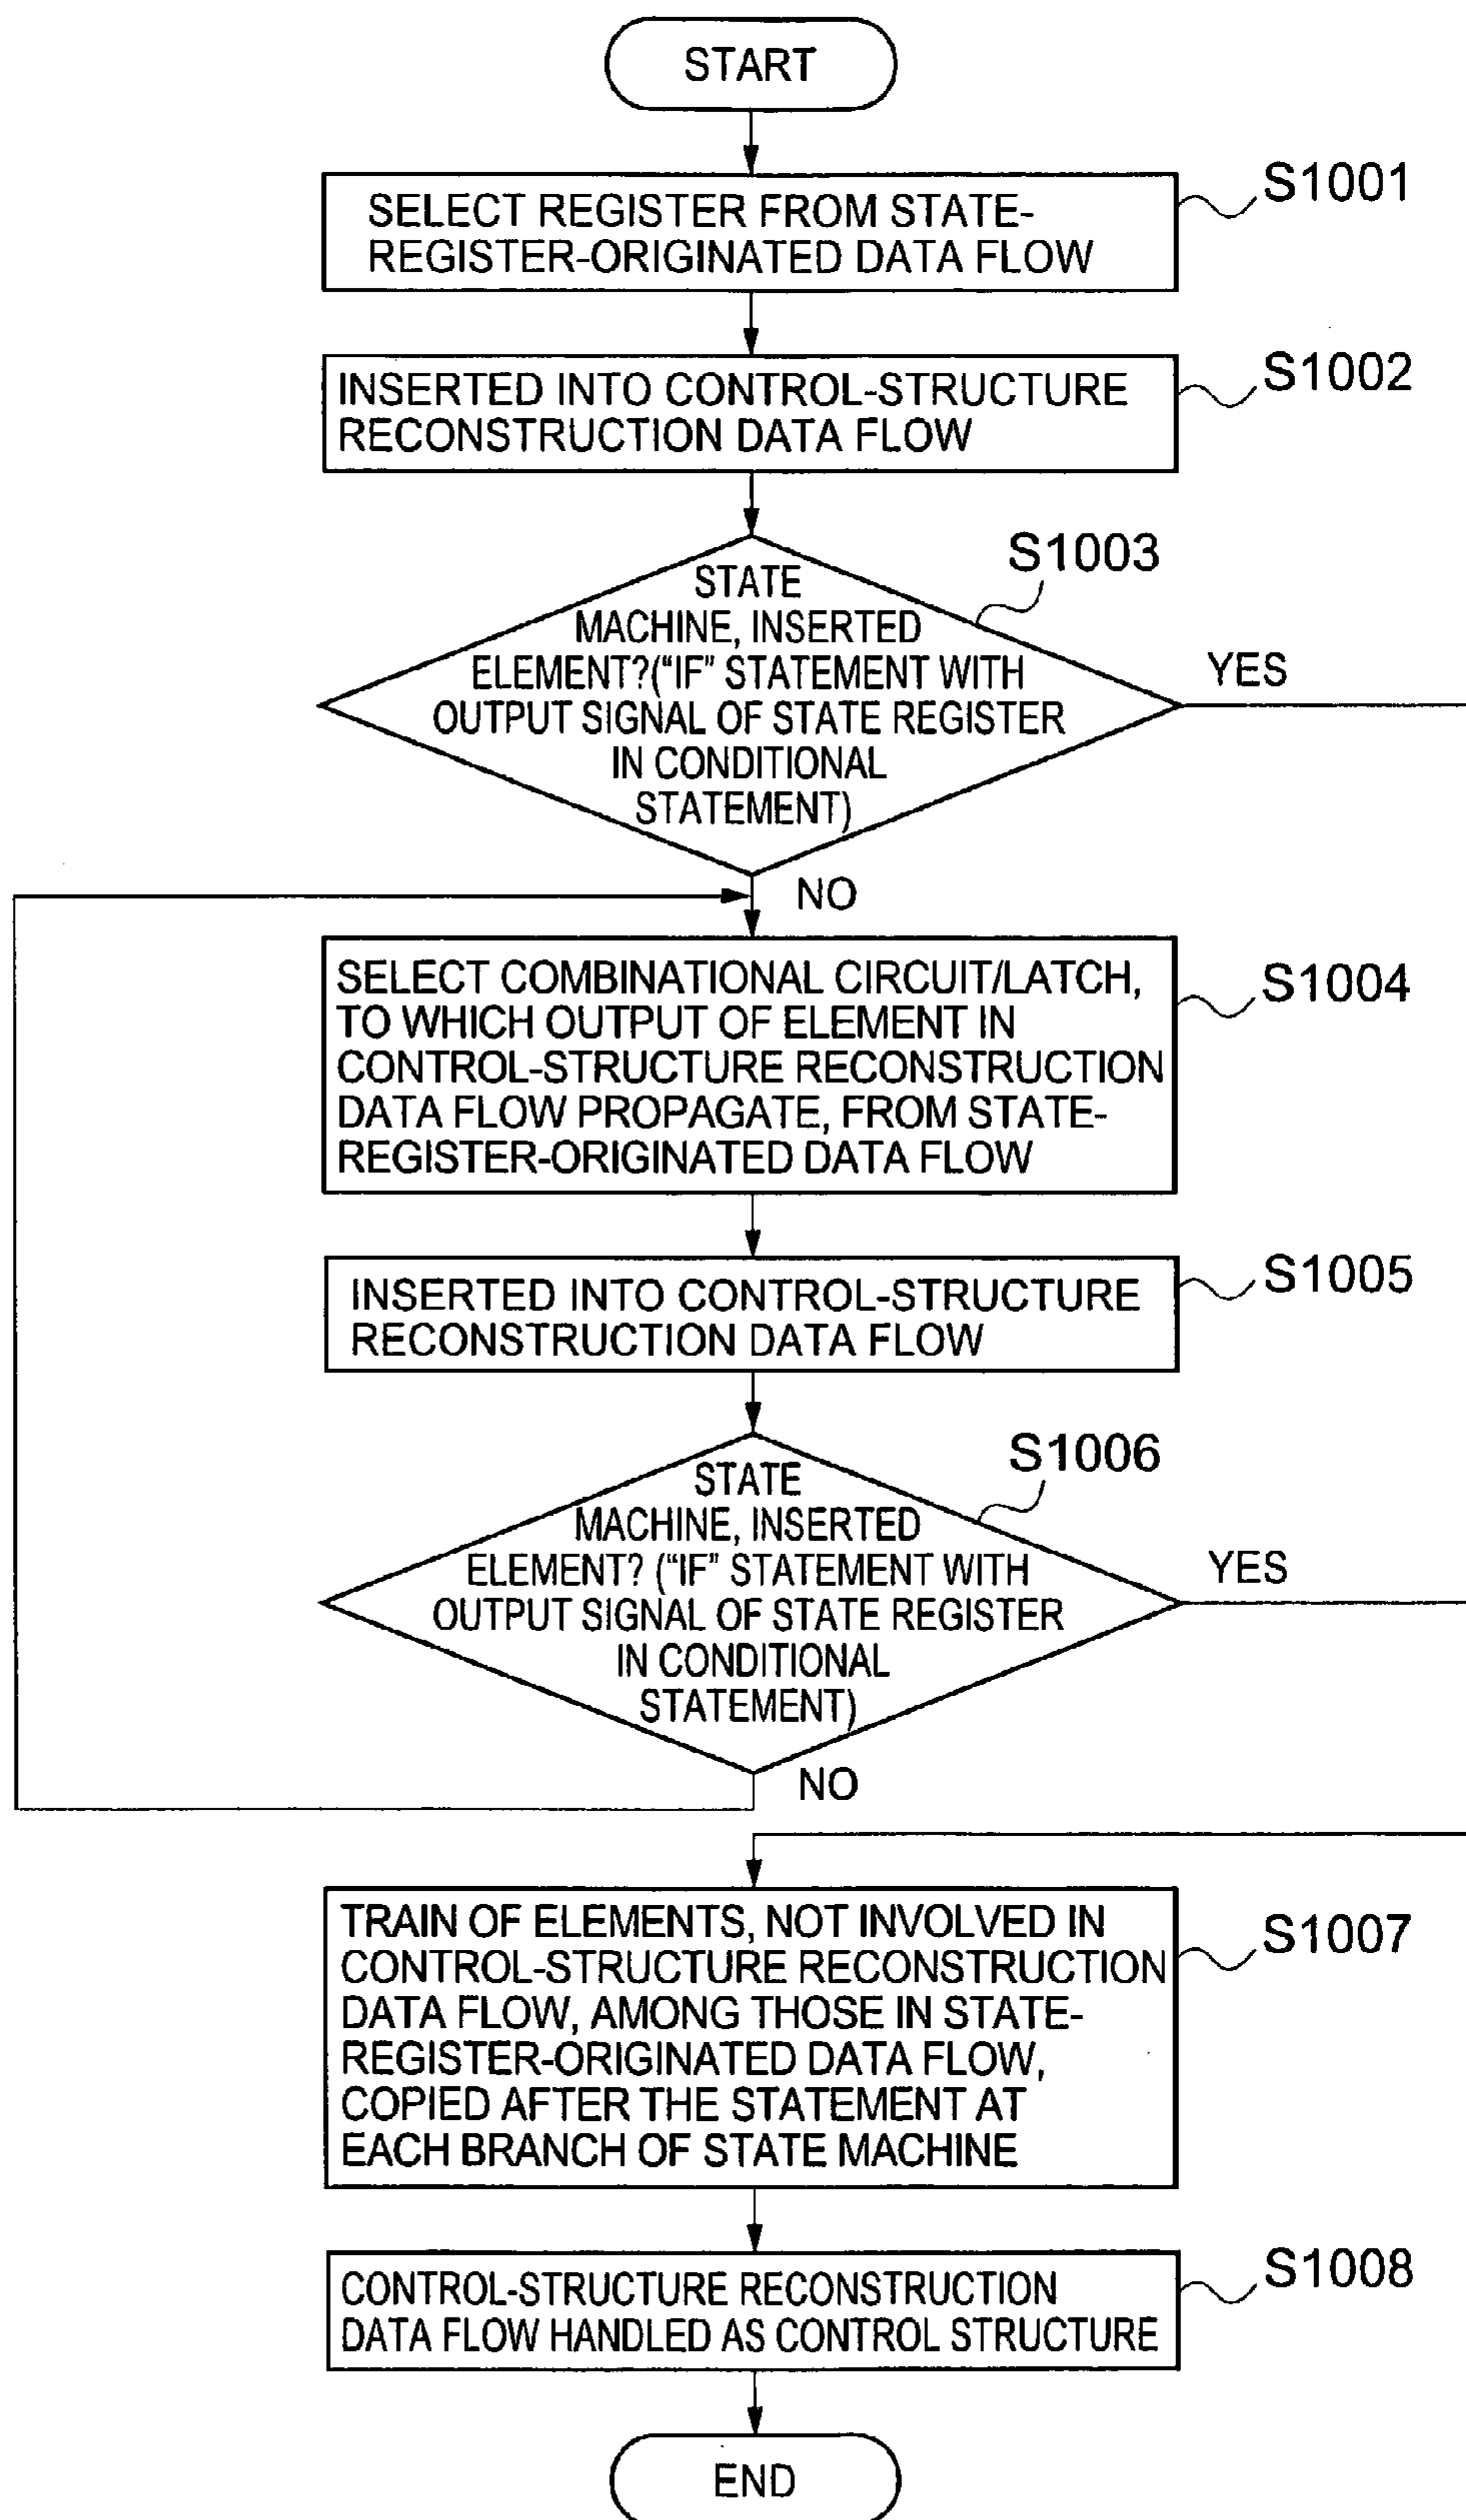 START
SELECT REGISTER FROM STATE-
REGISTER-ORIGINATED DATA FLOW
S1001
INSERTED INTO CONTROL-STRUCTURE
RECONSTRUCTION DATA FLOW
S1002
STATE
MACHINE, INSERTED
ELEMENT?(“IF” STATEMENT WITH
OUTPUT SIGNAL OF STATE REGISTER
IN CONDITIONAL
STATEMENT)
S1003
YES
NO
SELECT COMBINATIONAL CIRCUIT/LATCH,
TO WHICH OUTPUT OF ELEMENT IN
CONTROL-STRUCTURE RECONSTRUCTION
DATA FLOW PROPAGATE, FROM STATE-
REGISTER-ORIGINATED DATA FLOW
S1004
INSERTED INTO CONTROL-STRUCTURE
RECONSTRUCTION DATA FLOW
S1005
STATE
MACHINE, INSERTED
ELEMENT? (“IF” STATEMENT WITH
OUTPUT SIGNAL OF STATE REGISTER
IN CONDITIONAL
STATEMENT)
S1006
YES
NO
TRAIN OF ELEMENTS, NOT INVOLVED IN
CONTROL-STRUCTURE RECONSTRUCTION
DATA FLOW, AMONG THOSE IN STATE-
REGISTER-ORIGINATED DATA FLOW,
COPIED AFTER THE STATEMENT AT
EACH BRANCH OF STATE MACHINE
S1007
CONTROL-STRUCTURE RECONSTRUCTION
DATA FLOW HANDLED AS CONTROL STRUCTURE
S1008
END